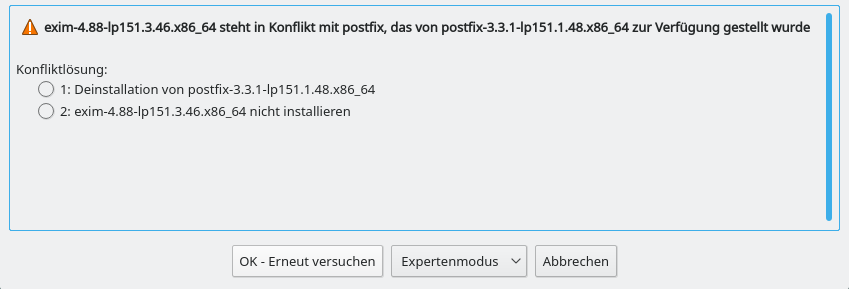 exim-4.88-lp151.3.46.x86_64 steht in Konflikt mit postfix, das von postfix-3.3.1-lp151.1.48.x86_64 zur Verfügung gestellt wurde
Konfliktlösung:
1: Deinstallation von postfix-3.3.1-lp151.1.48.x86_64
2: exim-4.88-lp151.3.46.x86_64 nicht installieren
OK - Erneut versuchen Expertenmodus Abbrechen